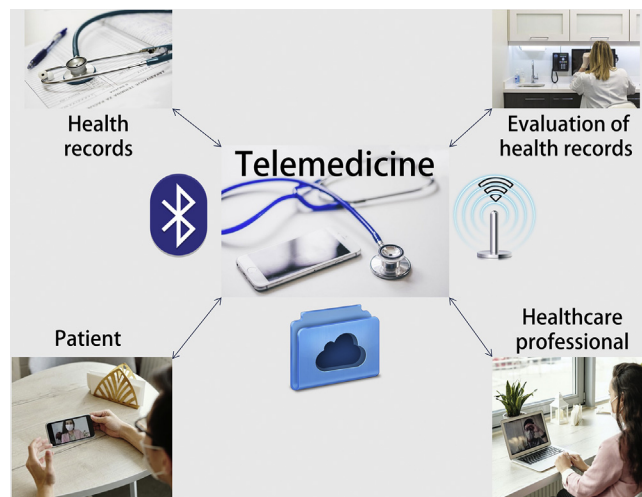 Health
records
Evaluation of
health records
Telemedicine
Patient
Healthcare
professional